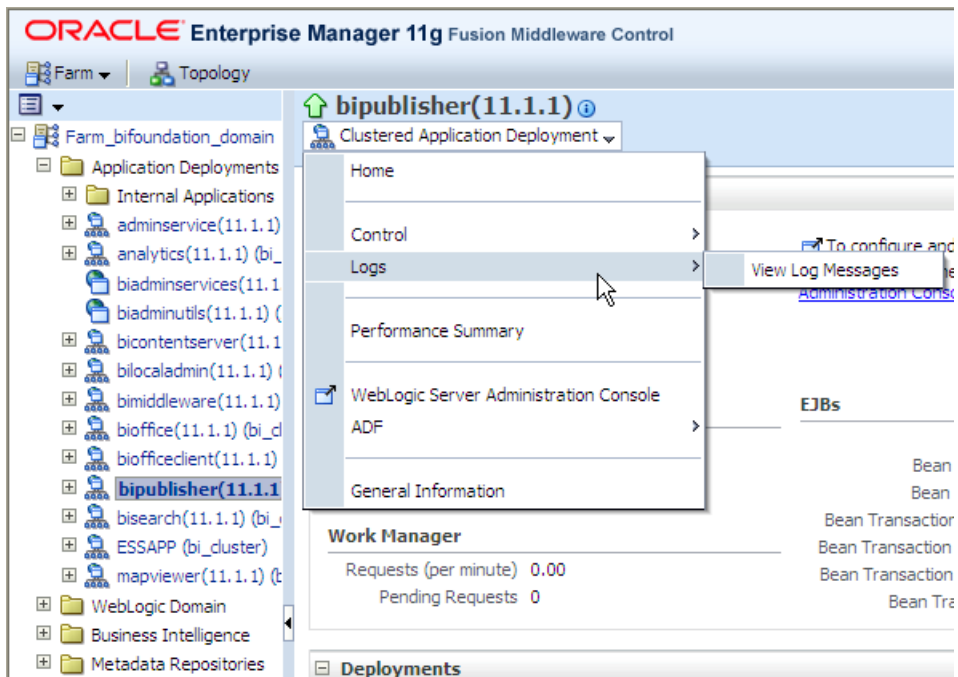 ORACLE Enterprise Manager 11g Fusion Middleware Control
Farm
Topology
Farm_bifoundation_domain
Application Deployments
Internal Applications
adminservice(11.1.1)
analytics(11.1.1) (bi_
biadminservices(11.1
biadminutils(11.1.1) (
bicontentserver(11.1
bilocaladmin(11.1.1) (
bimiddleware(11.1.1)
bioffice(11.1.1) (bi_cl
biofficeclient(11.1.1)
bipublisher(11.1.1
bisearch(11.1.1) (bi_
ESSAPP (bi_cluster)
mapviewer(11.1.1) (b
WebLogic Domain
Business Intelligence
Metadata Repositories
bipublisher(11.1.1)
Clustered Application Deployment
Home
Control
Logs
Performance Summary
WebLogic Server Administration Console
ADF
General Information
View Log Messages
To configure and
Administration Conso
Work Manager
Requests (per minute) 0.00
Pending Requests 0
EJBs
Bean
Bean
Bean Transaction
Bean Transaction
Bean Transaction
Bean Tra
Deployments